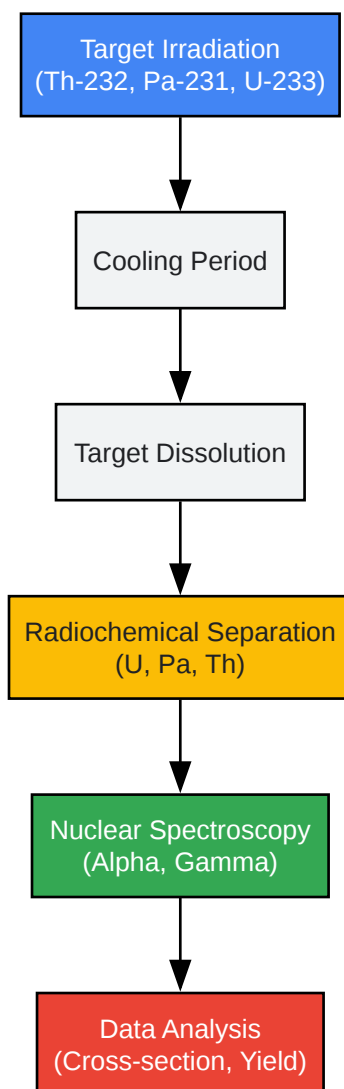 Target Irradiation
(Th-232, Pa-231, U-233)
Cooling Period
Target Dissolution
Radiochemical Separation
(U, Pa, Th)
Nuclear Spectroscopy
(Alpha, Gamma)
Data Analysis
(Cross-section, Yield)